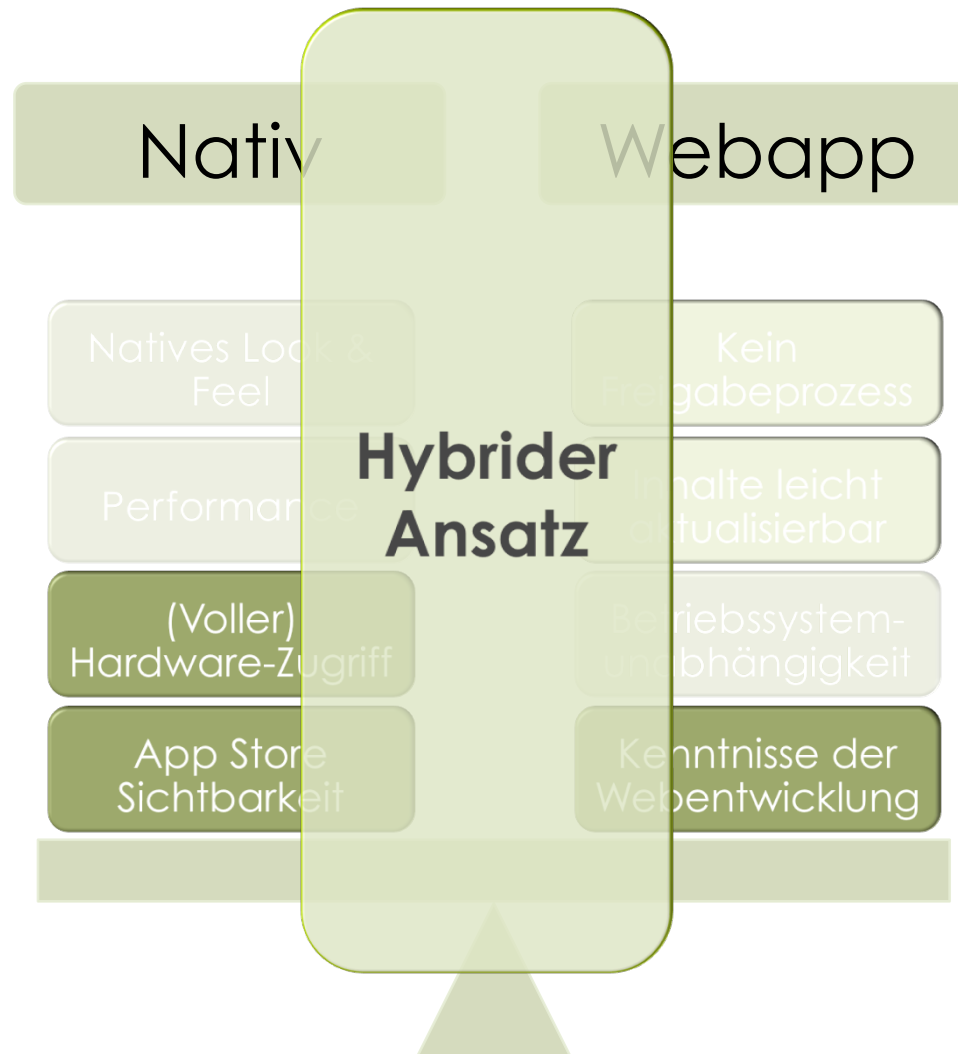 Nativ
Webapp
Natives Look &
Feel
Performance
(Voller)
Hardware-Zugriff
App Store
Sichtbarkeit
Hybrider
Ansatz
Kein
Freigabeprozess
Inhalte leicht
aktualisierbar
Betriebssystem-
unabhängigkeit
Kenntnisse der
Webentwicklung